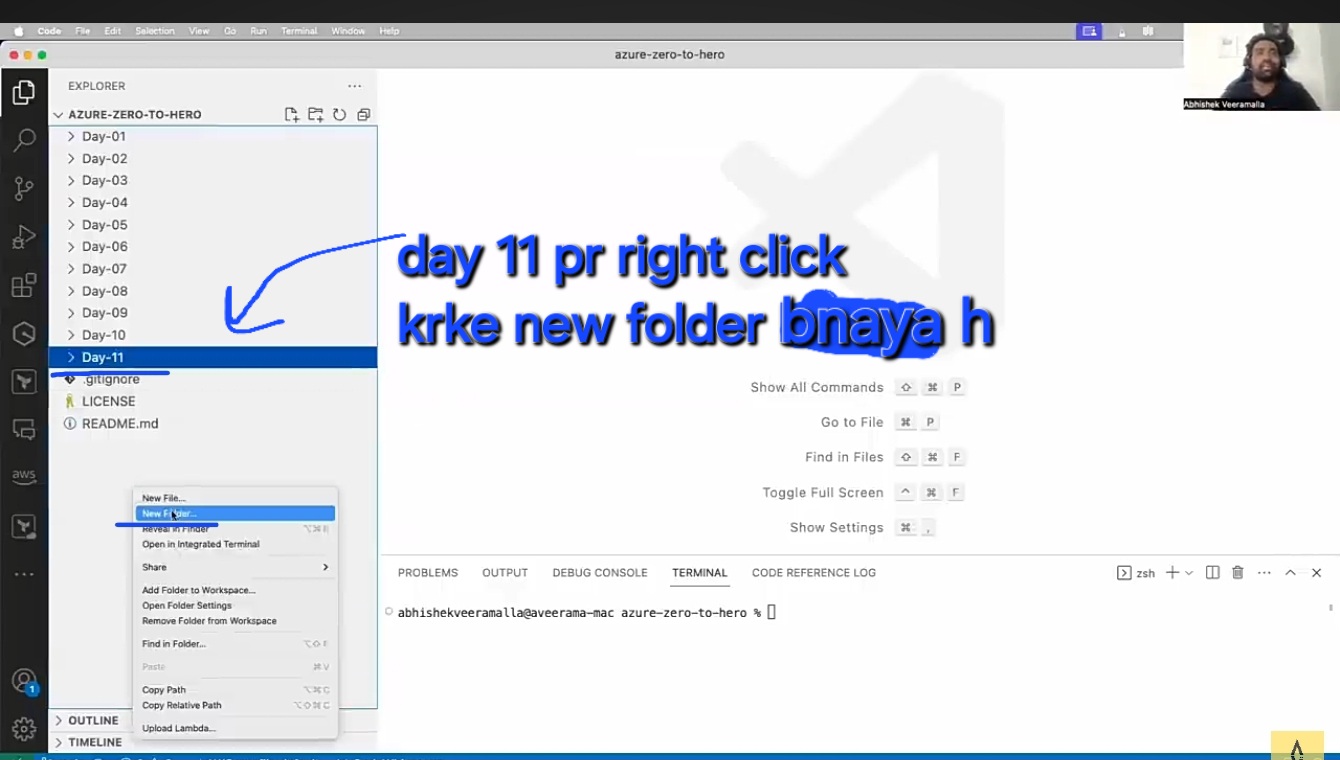 Code File Edit Selection View Go Run Terminal Window Help
azure-zero-to-hero
Abhishek Veeramalla
EXPLORER
AZURE-ZERO-TO-HERO
Day-01
Day-02
Day-03
Day-04
Day-05
Day-06
Day-07
Day-08
Day-09
Day-10
Day-11
.gitignore
LICENSE
README.md
day 11 pr right click
krke new folder bnaya h
Show All Commands ⇧ ⌘ P
Go to File ⌘ P
Find in Files ⇧ ⌘ F
Toggle Full Screen ^ ⌘ F
Show Settings ⌘ ,
New File...
New Folder...
Reveal in Finder
Open in Integrated Terminal
Share
Add Folder to Workspace...
Open Folder Settings
Remove Folder from Workspace
Find in Folder... ⌥⇧F
Paste ⌘V
Copy Path ⌥⌘C
Copy Relative Path ⌥⇧⌘C
Upload Lambda...
aws
1
OUTLINE
TIMELINE
PROBLEMS OUTPUT DEBUG CONSOLE TERMINAL CODE REFERENCE LOG
zsh
abhishekveeramalla@aveerama-mac azure-zero-to-hero %